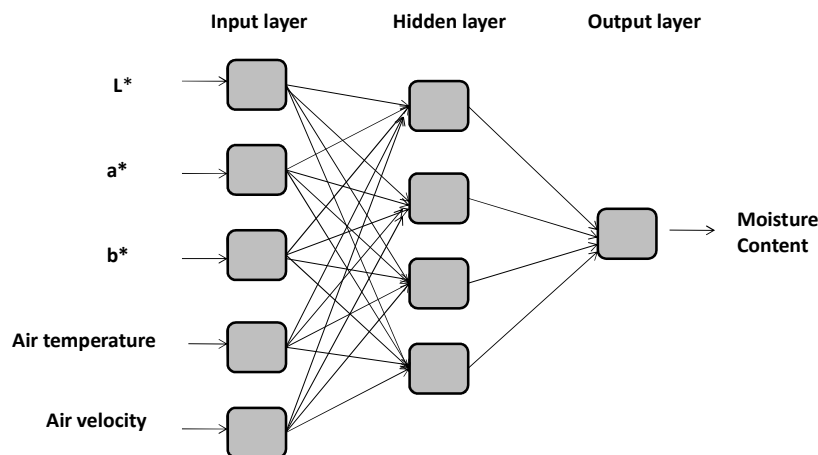 Input layer
Hidden layer
Output layer
L*
a*
b*
Air temperature
Air velocity
Moisture
Content